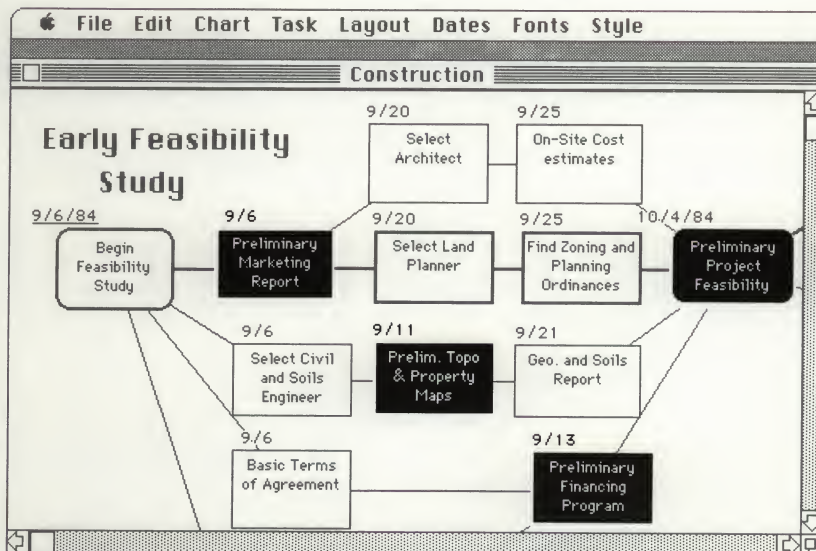 File Edit Chart Task Layout Dates Fonts Style
Construction
Early Feasibility
Study
9/20
Select
Architect
9/25
On-Site Cost
estimates
9/6/84
Begin
Feasibility
Study
9/6
Preliminary
Marketing
Report
9/20
Select Land
Planner
9/25
Find Zoning and
Planning
Ordinances
10/4/84
Preliminary
Project
Feasibility
9/6
Select Civil
and Soils
Engineer
9/11
Prelim. Topo
& Property
Maps
9/21
Geo. and Soils
Report
9/6
Basic Terms
of Agreement
9/13
Preliminary
Financing
Program